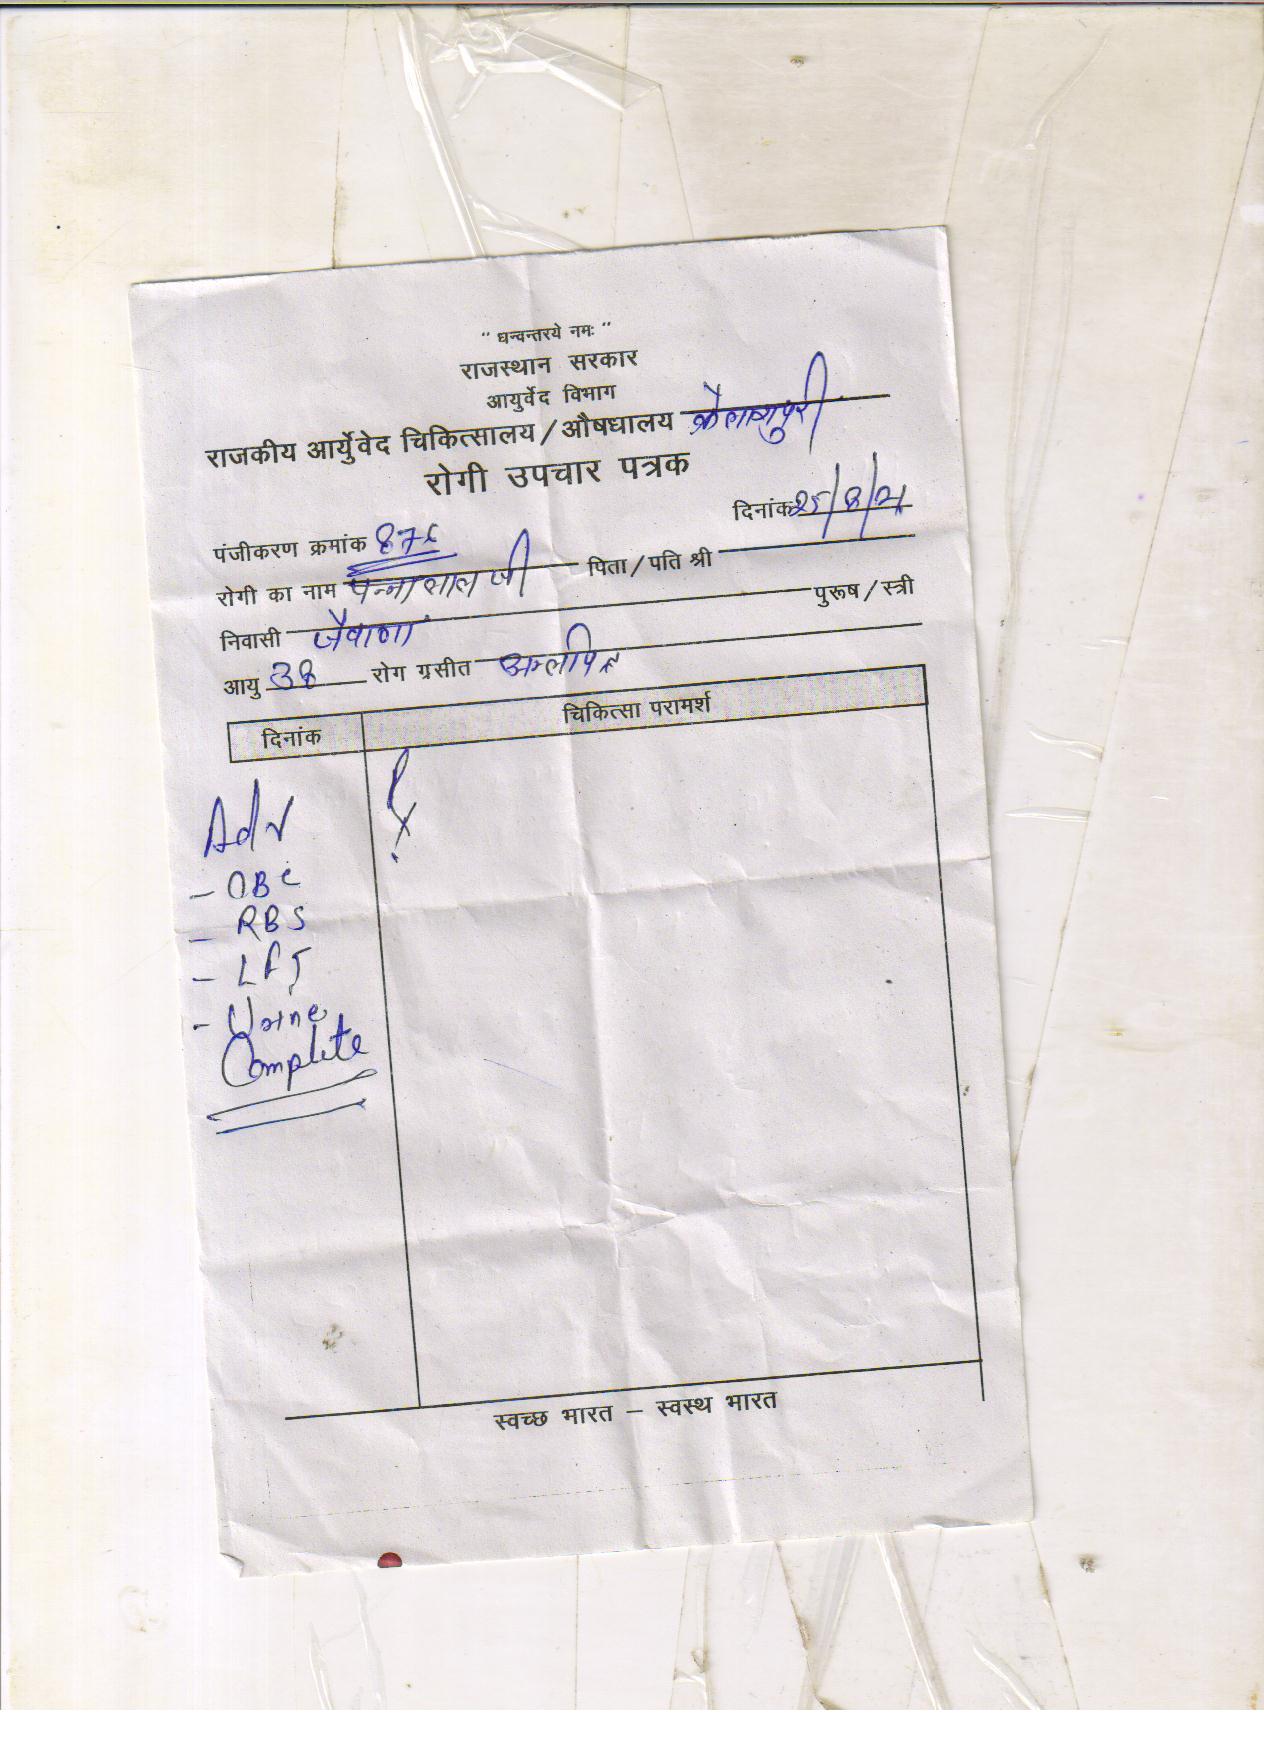 " धन्वन्तरये नमः "
राजस्थान सरकार
आयुर्वेद विभाग
राजकीय आर्युेवेद चिकित्सालय / औषधालय कैलाशपुरी
रोगी उपचार पत्रक
दिनांक 25/8/21
पंजीकरण क्रमांक
रोगी का नाम पन्नालाल जी पिता / पति श्री
निवासी पुरूष / स्त्री
आयु 38 रोग ग्रसीत अम्लपित्त
दिनांक चिकित्सा परामर्श
Adv Rx
- CBC
- RBS
- LFT
- Urine
Complete
स्वच्छ भारत – स्वस्थ भारत